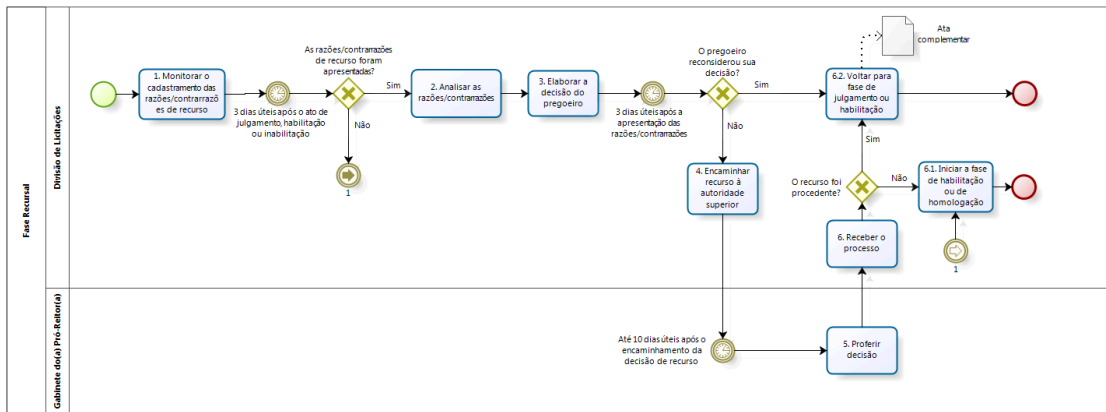 Fase Recursal
Divisão de Licitações
Gabinete do(a) Pró-Reitor(a)
1. Monitorar o
cadastramento das
razões/contrarrazõ
es de recurso
3 dias úteis após o ato de
julgamento, habilitação
ou inabilitação
As razões/contrarrazões
de recurso foram
apresentadas?
Sim
Não
1
2. Analisar as
razões/contrarrazões
3. Elaborar a
decisão do
pregoeiro
3 dias úteis após a
apresentação das
razões/contrarrazões
O pregoeiro
reconsiderou sua
decisão?
Sim
Não
4. Encaminhar
recurso à
autoridade
superior
Até 10 dias úteis após o
encaminhamento da
decisão de recurso
5. Proferir
decisão
6. Receber o
processo
O recurso foi
procedente?
Sim
Não
6.2. Voltar para
fase de
julgamento ou
habilitação
Ata
complementar
6.1. Iniciar a fase
de habilitação
ou de
homologação
1